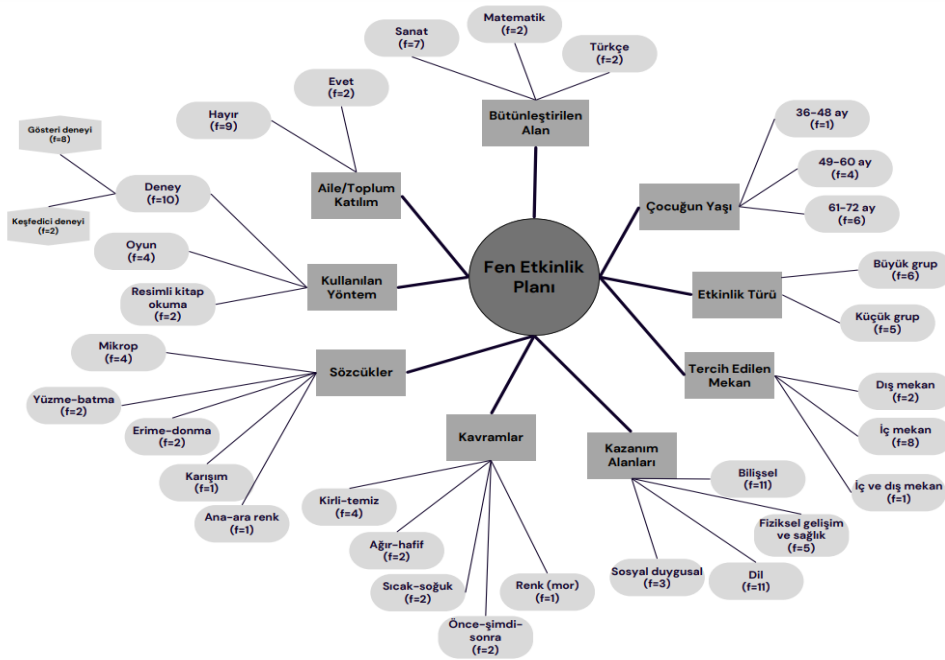 Fen Etkinlik
Planı
Bütünleştirilen
Alan
Sanat
(f=7)
Matematik
(f=2)
Türkçe
(f=2)
Çocuğun Yaşı
36-48 ay
(f=1)
49-60 ay
(f=4)
61-72 ay
(f=6)
Etkinlik Türü
Büyük grup
(f=6)
Küçük grup
(f=5)
Tercih Edilen
Mekan
Dış mekan
(f=2)
İç mekan
(f=8)
İç ve dış mekan
(f=1)
Kazanım
Alanları
Bilişsel
(f=11)
Fiziksel gelişim
ve sağlık
(f=5)
Dil
(f=11)
Sosyal duygusal
(f=3)
Kavramlar
Kirli-temiz
(f=4)
Ağır-hafif
(f=2)
Sıcak-soğuk
(f=2)
Önce-şimdi-
sonra
(f=2)
Renk (mor)
(f=1)
Sözcükler
Mikrop
(f=4)
Yüzme-batma
(f=2)
Erime-donma
(f=2)
Karışım
(f=1)
Ana-ara renk
(f=1)
Kullanılan
Yöntem
Deney
(f=10)
Gösteri deneyi
(f=8)
Keşfedici deneyi
(f=2)
Oyun
(f=4)
Resimli kitap
okuma
(f=2)
Aile/Toplum
Katılım
Evet
(f=2)
Hayır
(f=9)